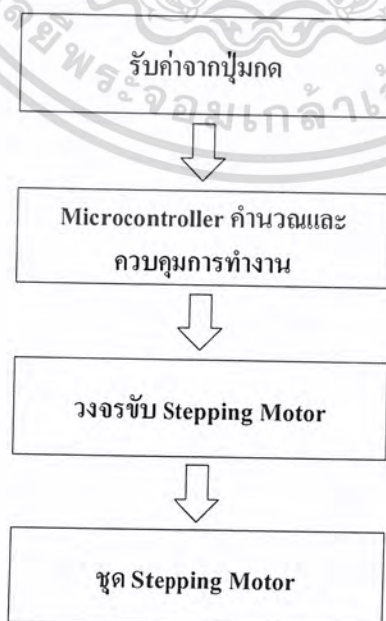 รับค่าจากปุ่มกด
Microcontroller คำนวณและ
ควบคุมการทำงาน
วงจรขับ Stepping Motor
ชุด Stepping Motor